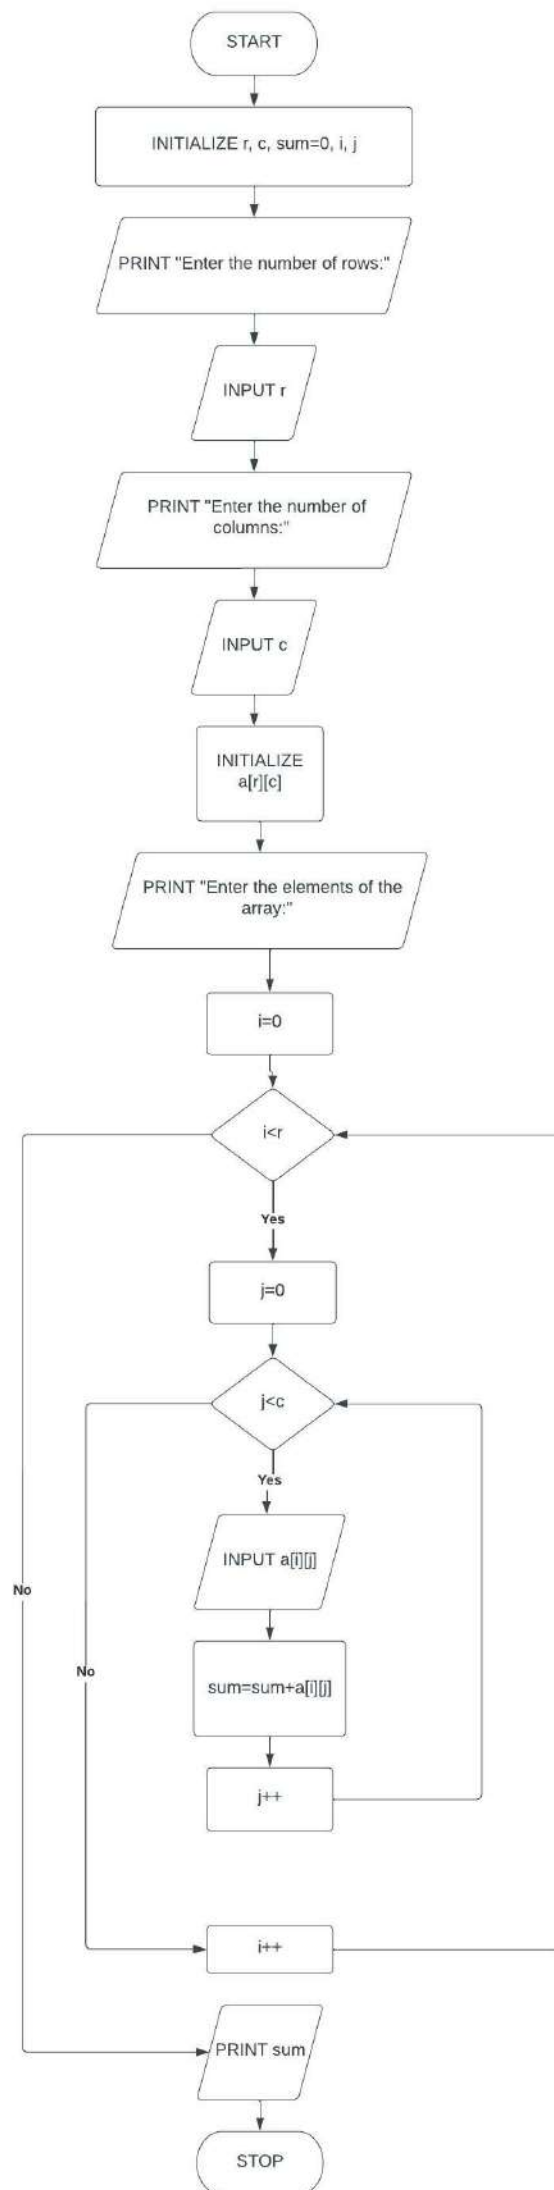 START
INITIALIZE r, c, sum=0, i, j
PRINT "Enter the number of rows:"
INPUT r
PRINT "Enter the number of
columns:"
INPUT c
INITIALIZE
a[r][c]
PRINT "Enter the elements of the
array:"
i=0
i<r
Yes
j=0
j<c
Yes
INPUT a[i][j]
No
No
sum=sum+a[i][j]
j++
i++
PRINT sum
STOP